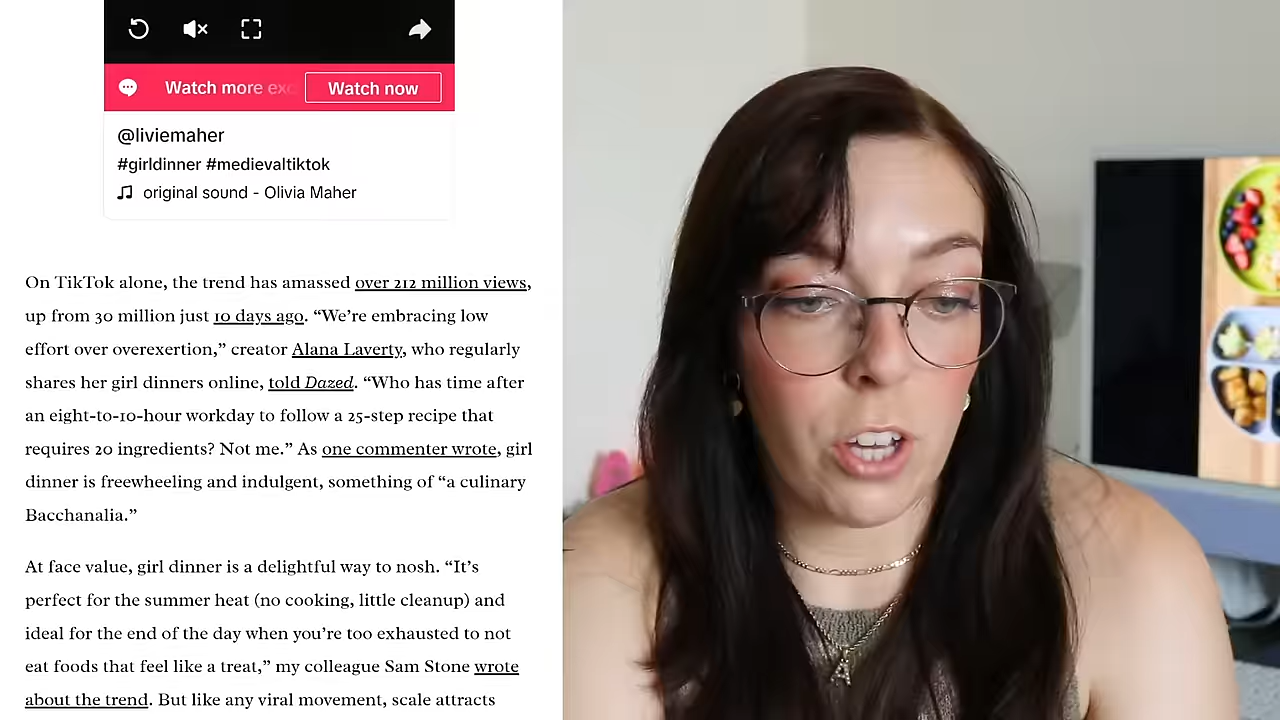 Watch more exc
Watch now
@liviemaher
#girldinner #medievaltiktok
original sound - Olivia Maher
On TikTok alone, the trend has amassed over 212 million views,
up from 30 million just 10 days ago. “We’re embracing low
effort over overexertion,” creator Alana Laverty, who regularly
shares her girl dinners online, told Dazed. “Who has time after
an eight-to-10-hour workday to follow a 25-step recipe that
requires 20 ingredients? Not me.” As one commenter wrote, girl
dinner is freewheeling and indulgent, something of “a culinary
Bacchanalia.”
At face value, girl dinner is a delightful way to nosh. “It’s
perfect for the summer heat (no cooking, little cleanup) and
ideal for the end of the day when you’re too exhausted to not
eat foods that feel like a treat,” my colleague Sam Stone wrote
about the trend. But like any viral movement, scale attracts
A